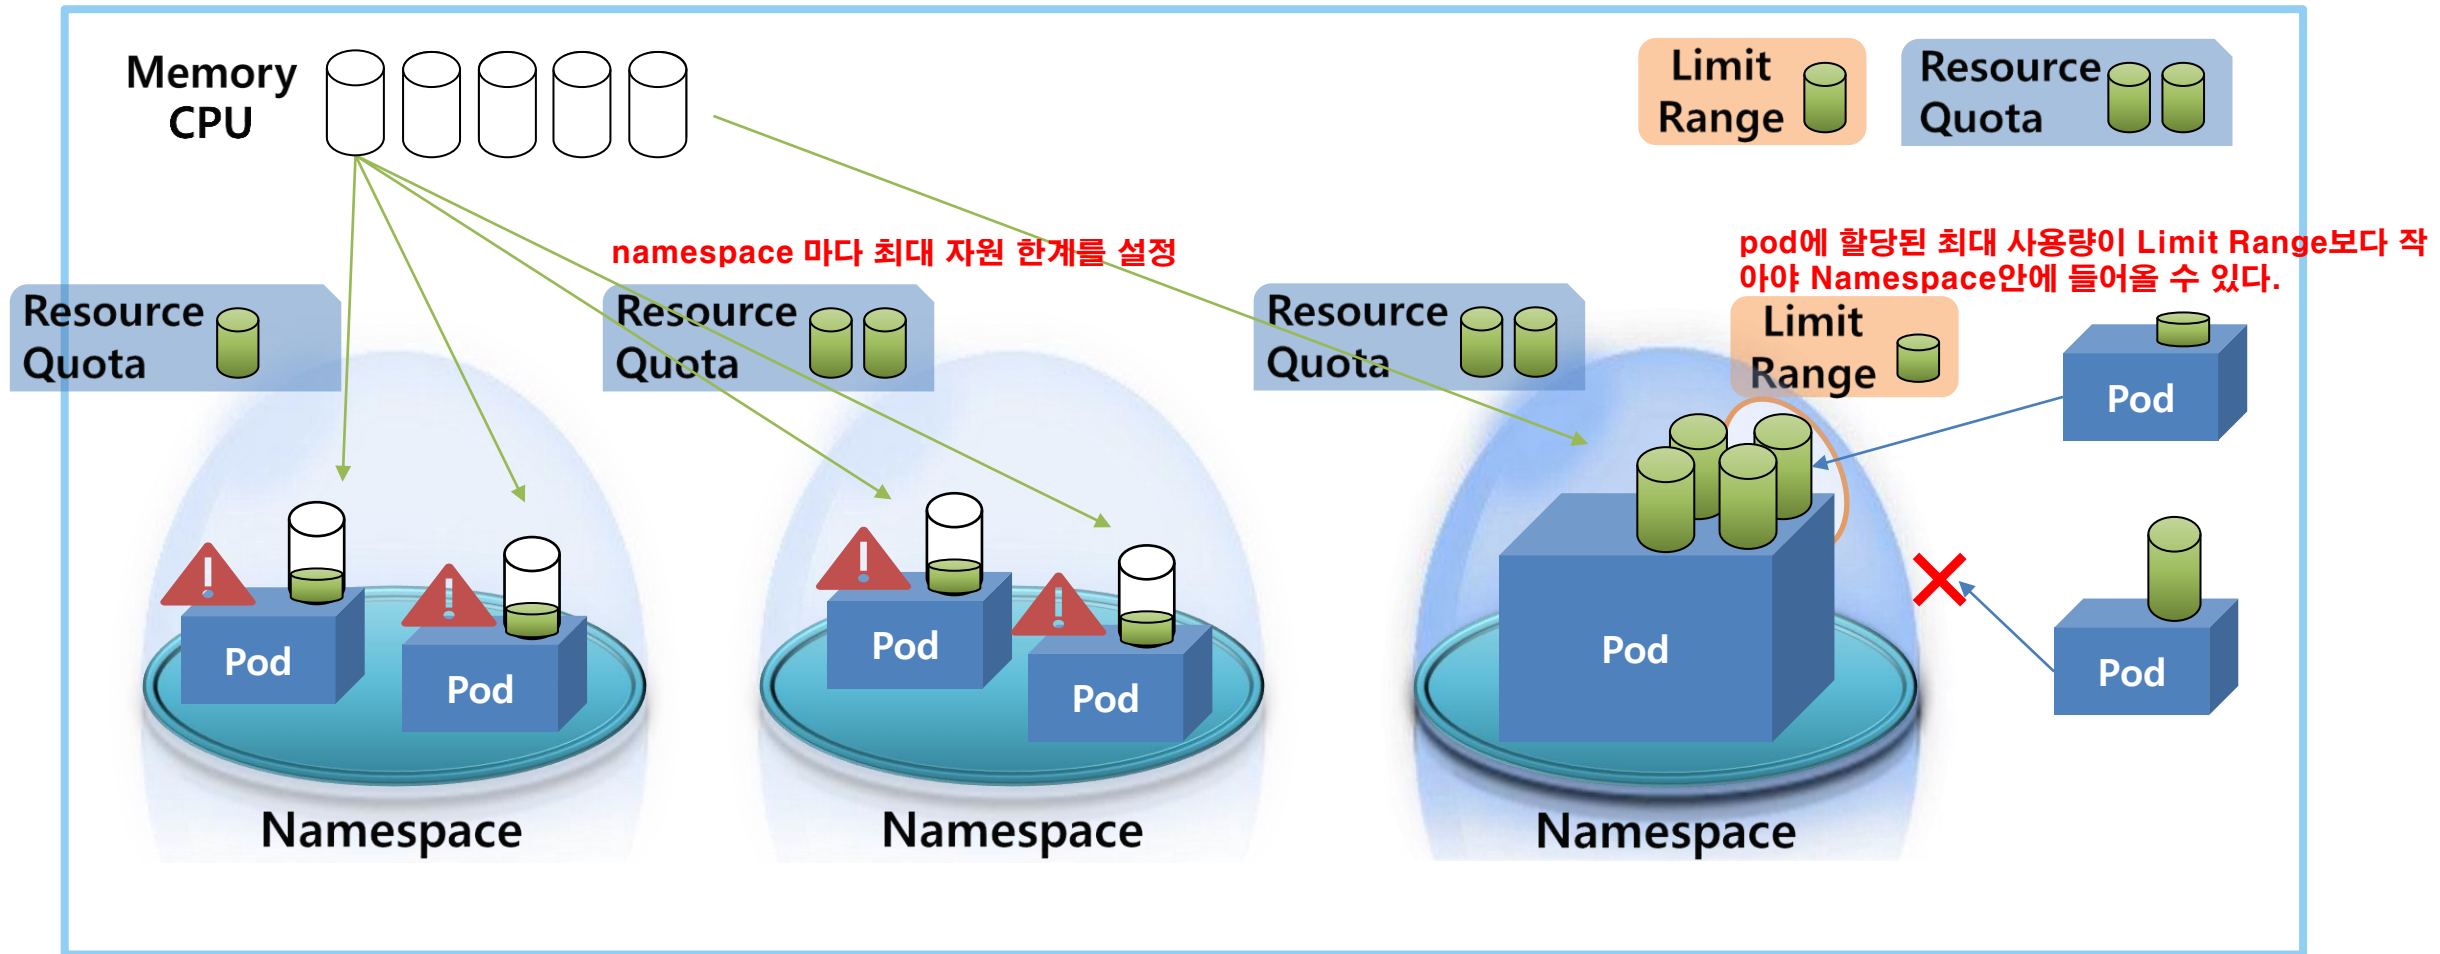 Memory
CPU
Limit
Range
Resource
Quota
namespace 마다 최대 자원 한계를 설정
pod에 할당된 최대 사용량이 Limit Range보다 작
아야 Namespace안에 들어올 수 있다.
Resource
Quota
Resource
Quota
Resource
Quota
Limit
Range
Pod
Pod
Pod
Pod
Pod
Pod
Pod
Namespace
Namespace
Namespace